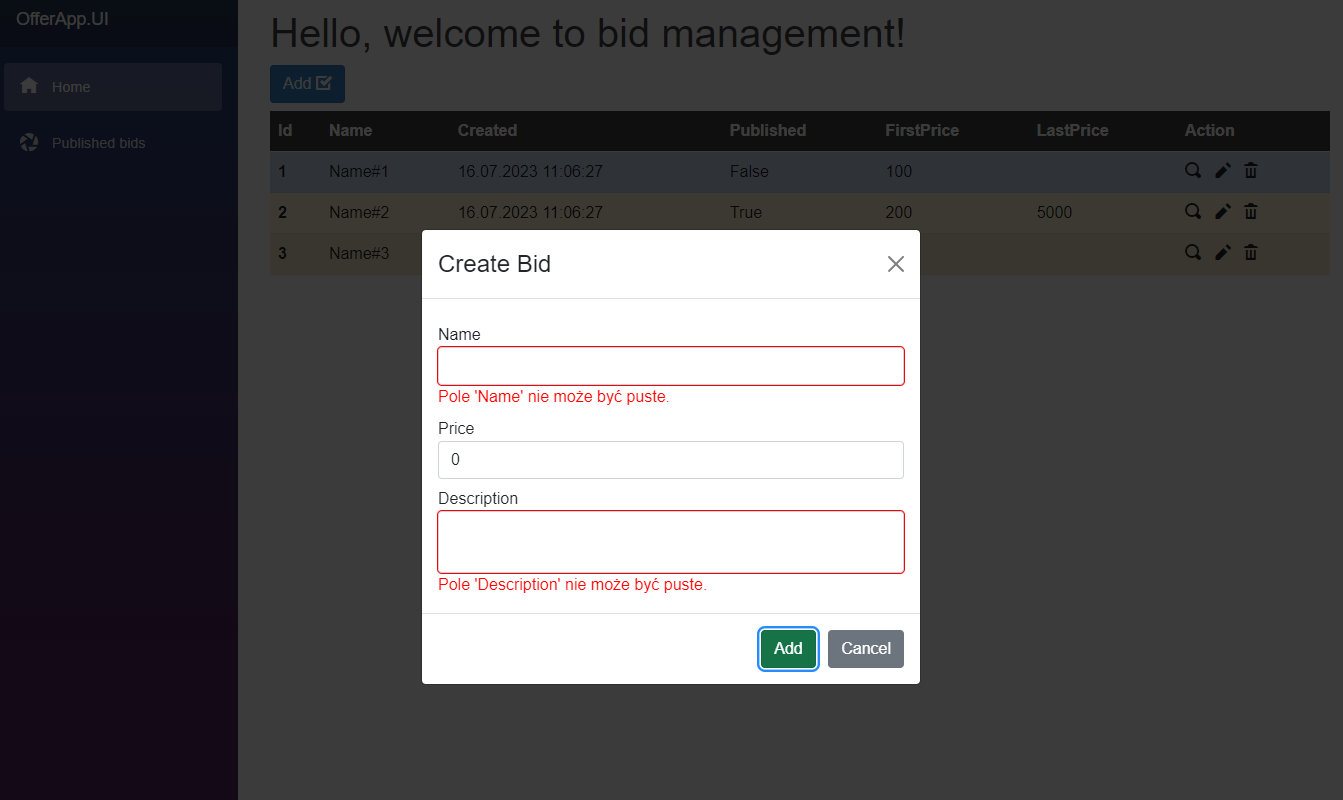 OfferApp.UI
Home
Published bids
Hello, welcome to bid management!
Add
Id Name Created Published FirstPrice LastPrice Action
1 Name#1 16.07.2023 11:06:27 False 100
2 Name#2 16.07.2023 11:06:27 True 200 5000
3 Name#3
Create Bid
Name
Pole 'Name' nie może być puste.
Price
0
Description
Pole 'Description' nie może być puste.
Add Cancel